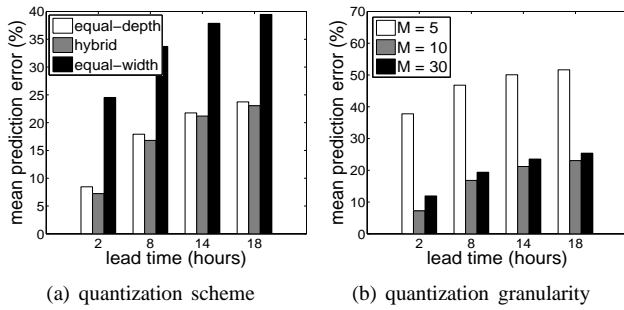 mean prediction error (%)
40
35
30
25
20
15
10
5
0
equal-depth
hybrid
equal-width
2 8 14 18
lead time (hours)
(a) quantization scheme
mean prediction error (%)
70
60
50
40
30
20
10
0
M = 5
M = 10
M = 30
2 8 14 18
lead time (hours)
(b) quantization granularity